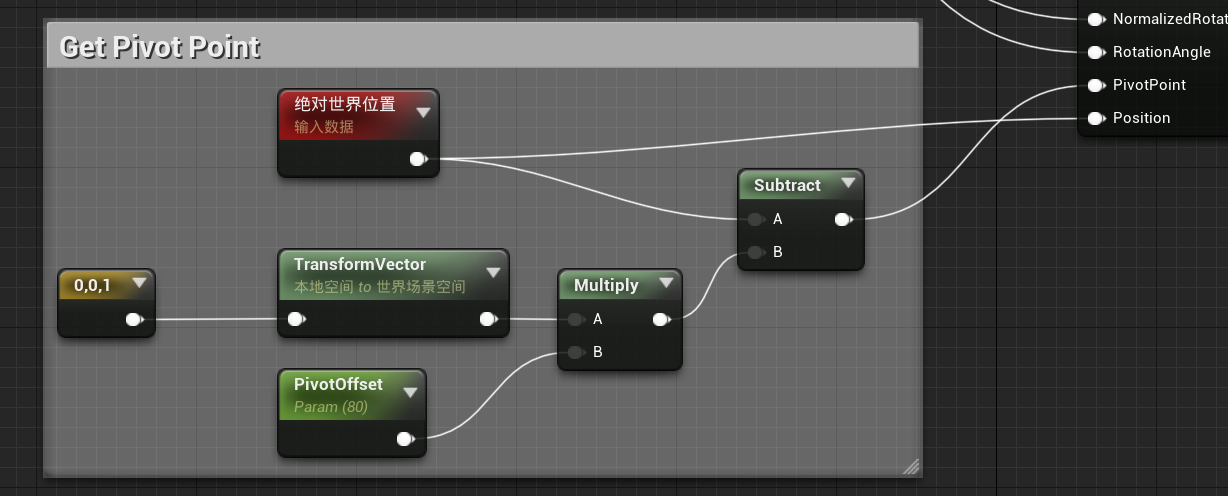 Get Pivot Point
绝对世界位置
输入数据
0,0,1
TransformVector
本地空间 to 世界场景空间
PivotOffset
Param (80)
Multiply
A
B
Subtract
A
B
NormalizedRotat
RotationAngle
PivotPoint
Position